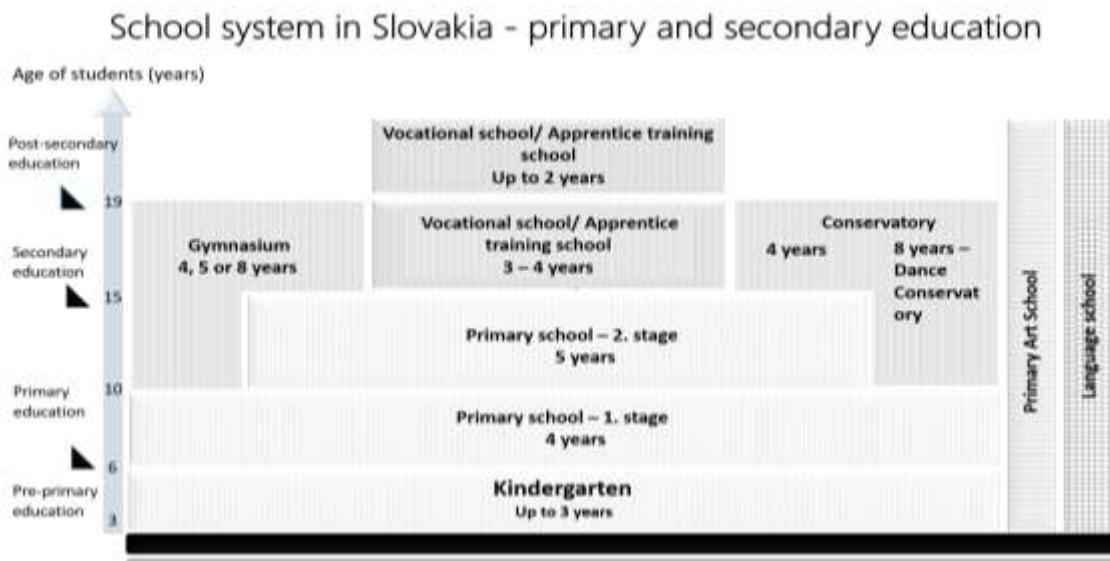 School system in Slovakia - primary and secondary education
Age of students (years)
Post-secondary
education
19
Secondary
education
15
Primary
education
10
6
Pre-primary
education
3
Vocational school/ Apprentice training
school
Up to 2 years
Gymnasium
4, 5 or 8 years
Vocational school/ Apprentice
training school
3 – 4 years
Conservatory
4 years
8 years –
Dance
Conservat
ory
Primary school – 2. stage
5 years
Primary school – 1. stage
4 years
Kindergarten
Up to 3 years
Primary Art School
Language school